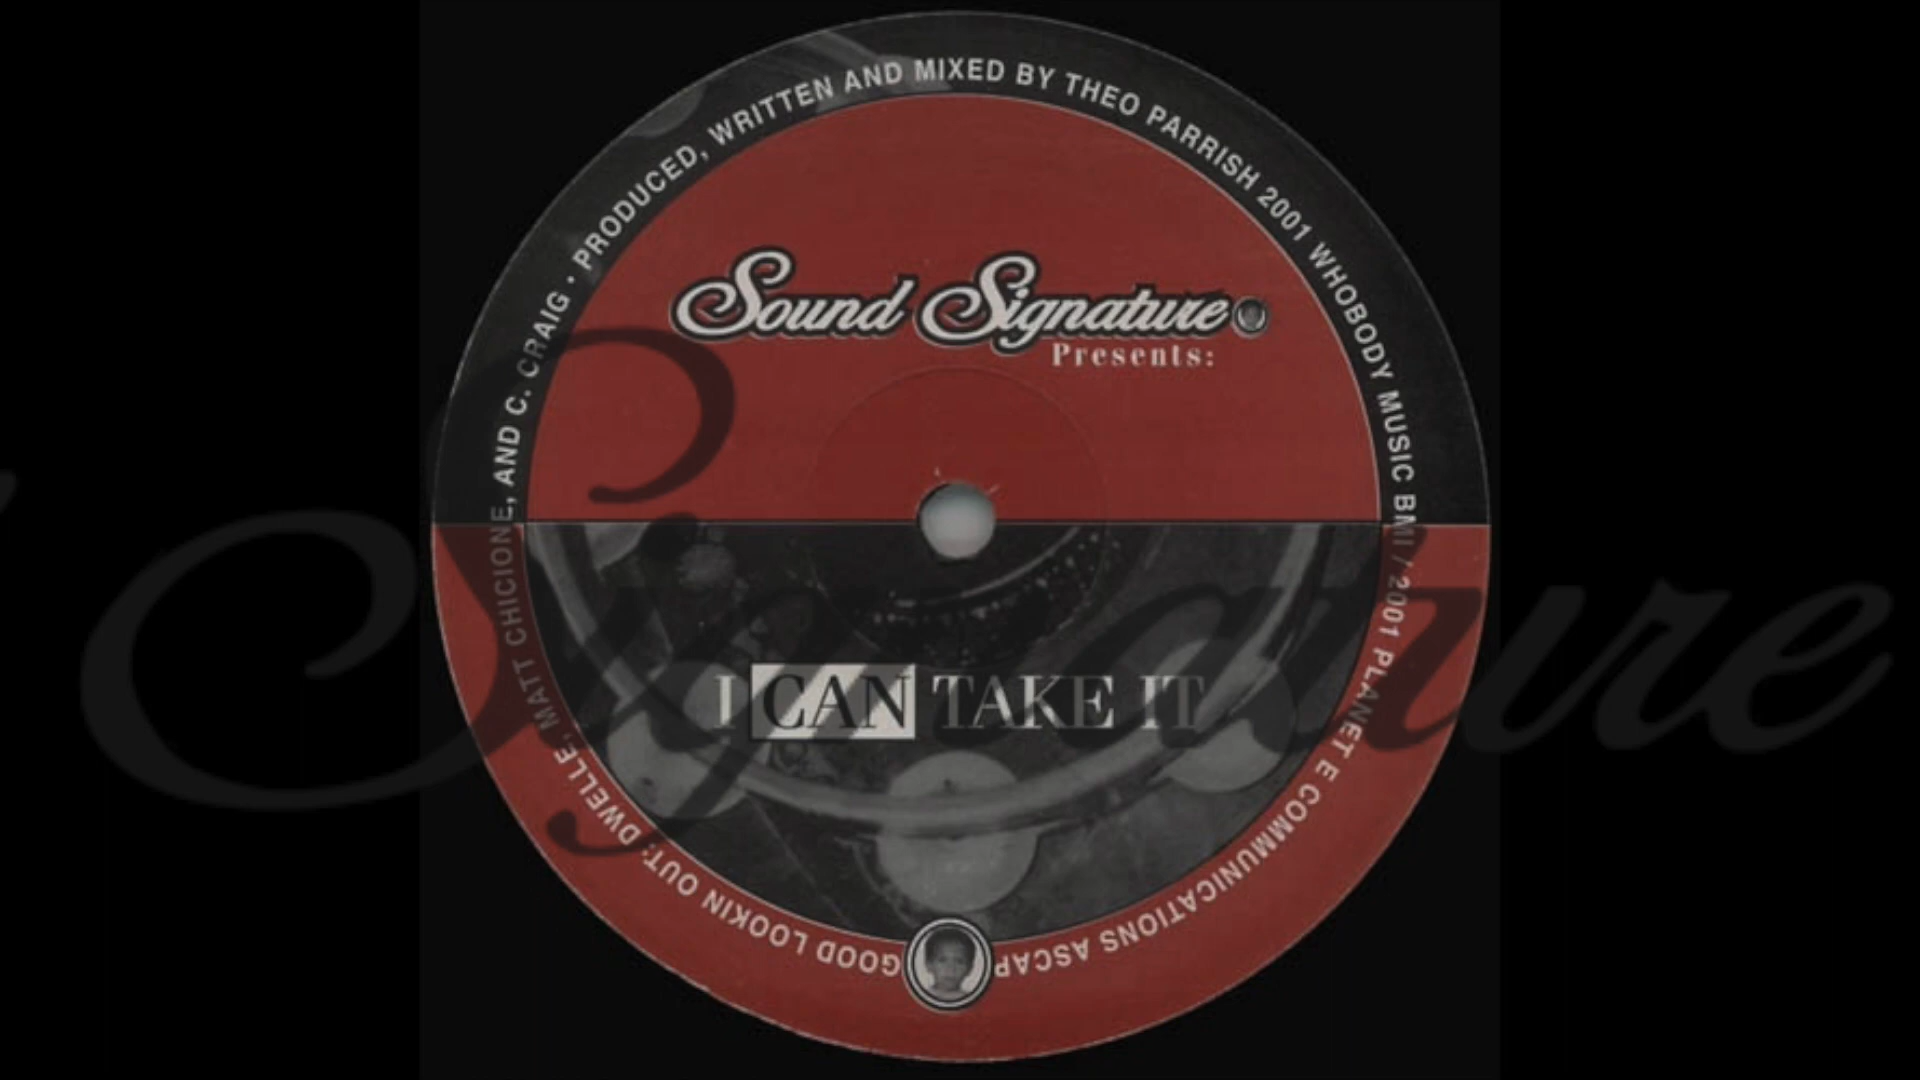 Sound Signature
Presents:
I CAN TAKE IT
GOOD LOOKIN OUT: DWELLE, MATT CHICIONE, AND C. CRAIG · PRODUCED, WRITTEN AND MIXED BY THEO PARRISH 2001 WHOBODY MUSIC BMI / 2001 PLANET E COMMUNICATIONS ASCAP
Signature